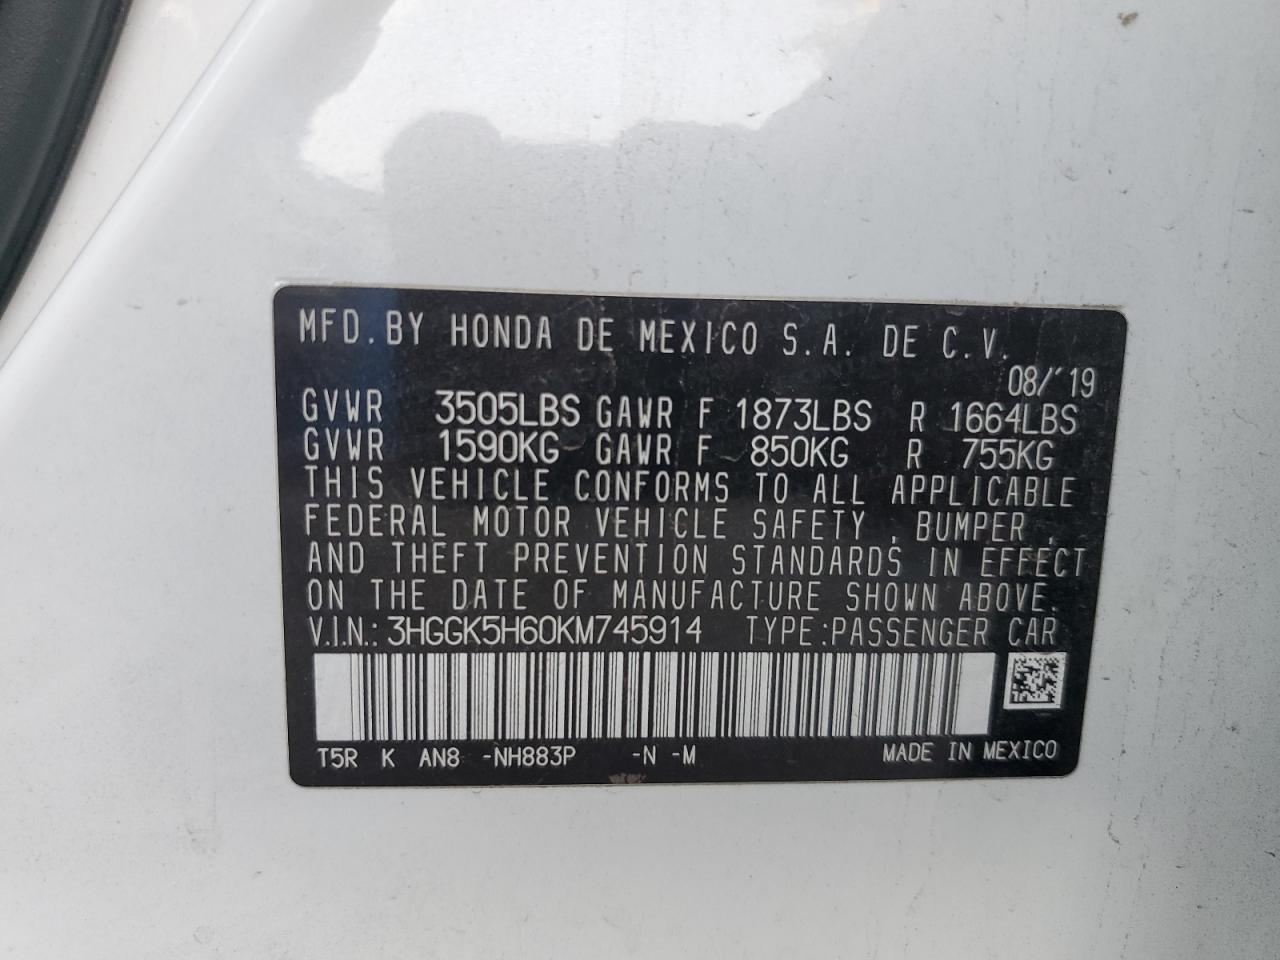 MFD. BY HONDA DE MEXICO S.A. DE C.V.
08/'19
GVWR 3505LBS GAWR F 1873LBS R 1664LBS
GVWR 1590KG GAWR F 850KG R 755KG
THIS VEHICLE CONFORMS TO ALL APPLICABLE
FEDERAL MOTOR VEHICLE SAFETY , BUMPER ,
AND THEFT PREVENTION STANDARDS IN EFFECT
ON THE DATE OF MANUFACTURE SHOWN ABOVE.
V.I.N.: 3HGGK5H60KM745914 TYPE:PASSENGER CAR
T5R K AN8 -NH883P -N -M MADE IN MEXICO